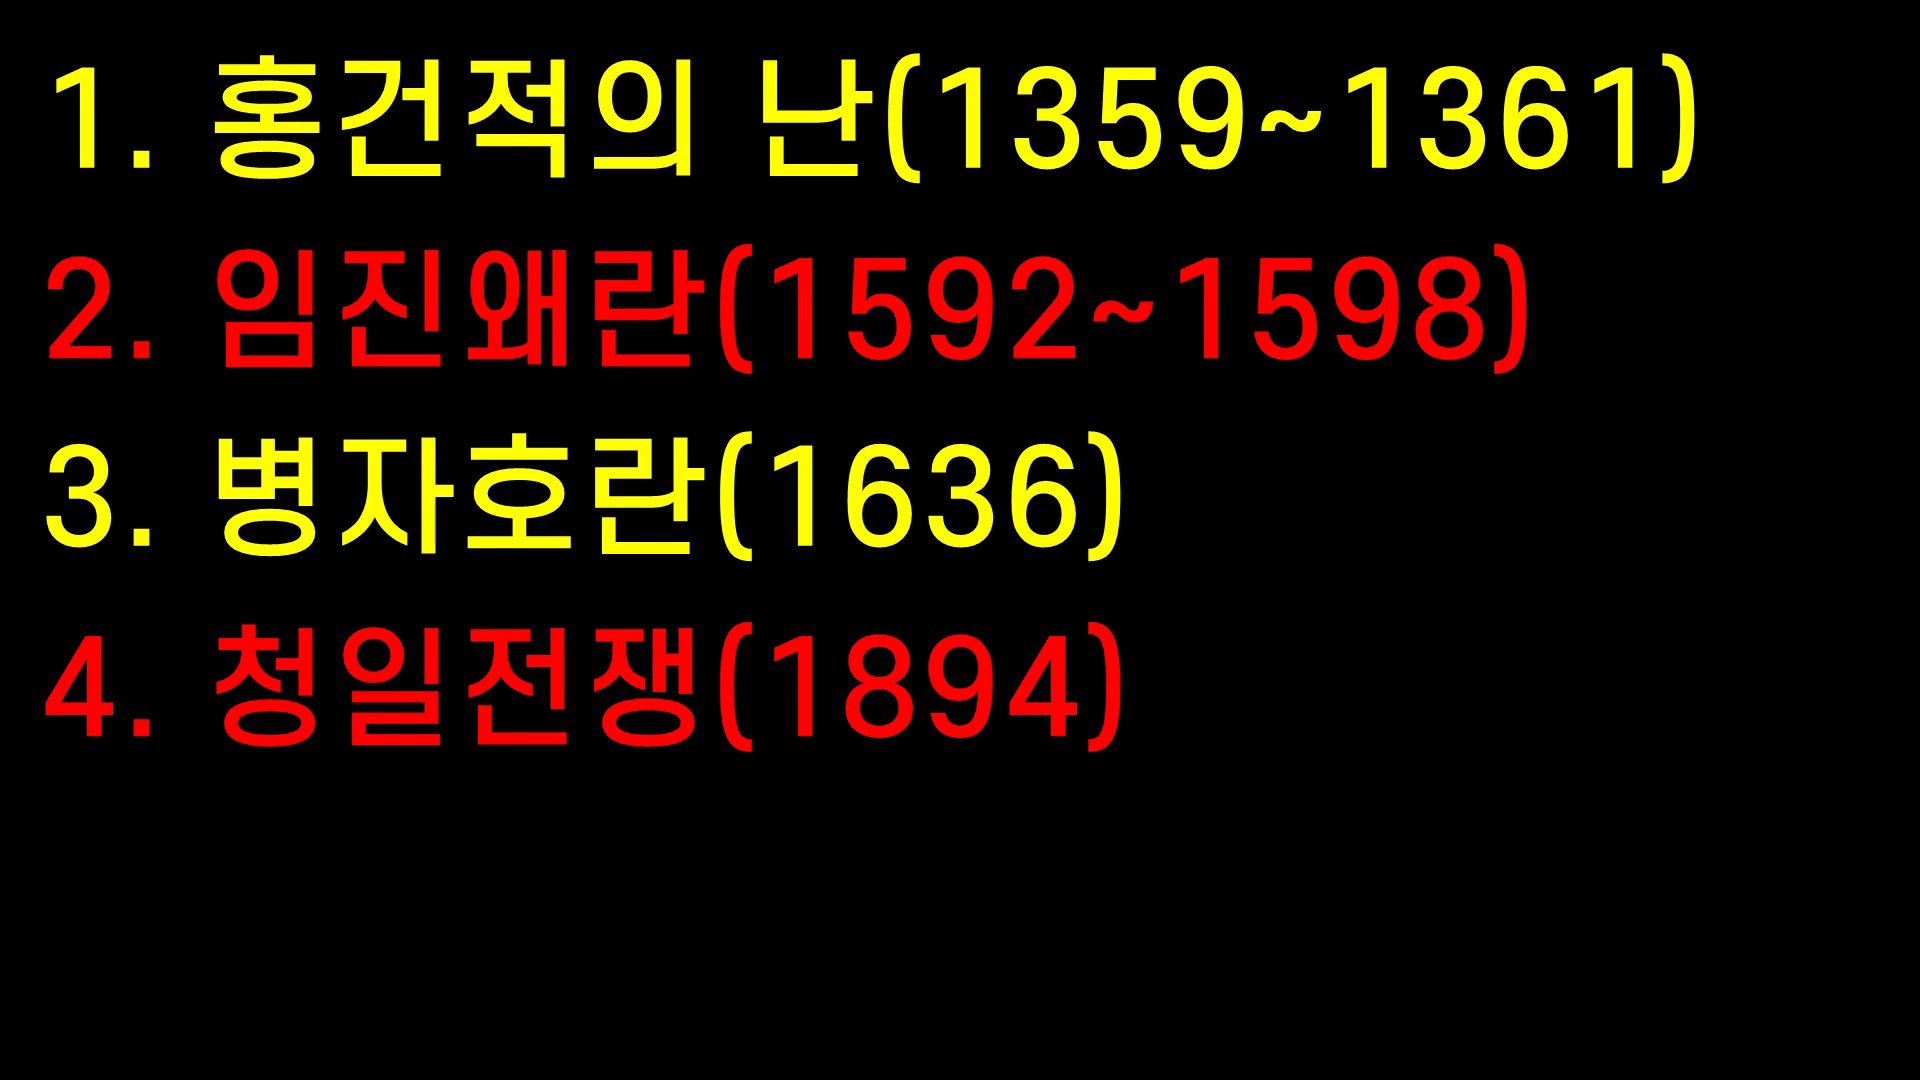 1. 홍건적의 난(1359~1361)
2. 임진왜란(1592~1598)
3. 병자호란(1636)
4. 청일전쟁(1894)